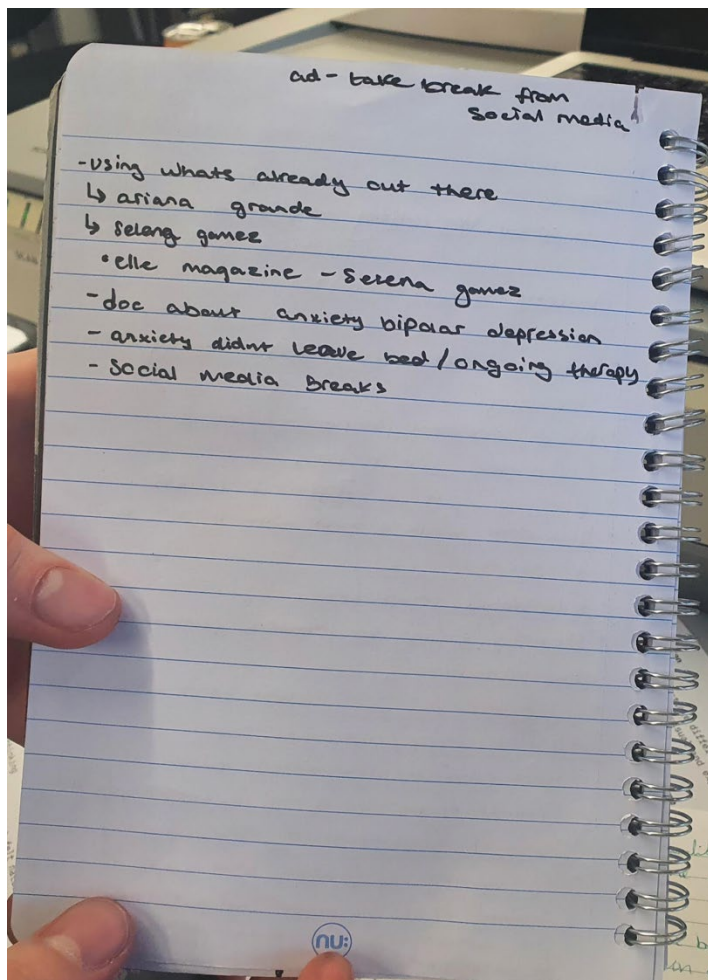 ad - take break from
social media
-using whats already out there
↳ ariana grande
↳ seleng gomez
•elle magazine - Serena gomez
-doc about anxiety bipolar depression
- anxiety didnt leave bed/ongoing therapy
- Social media Breaks
nu: